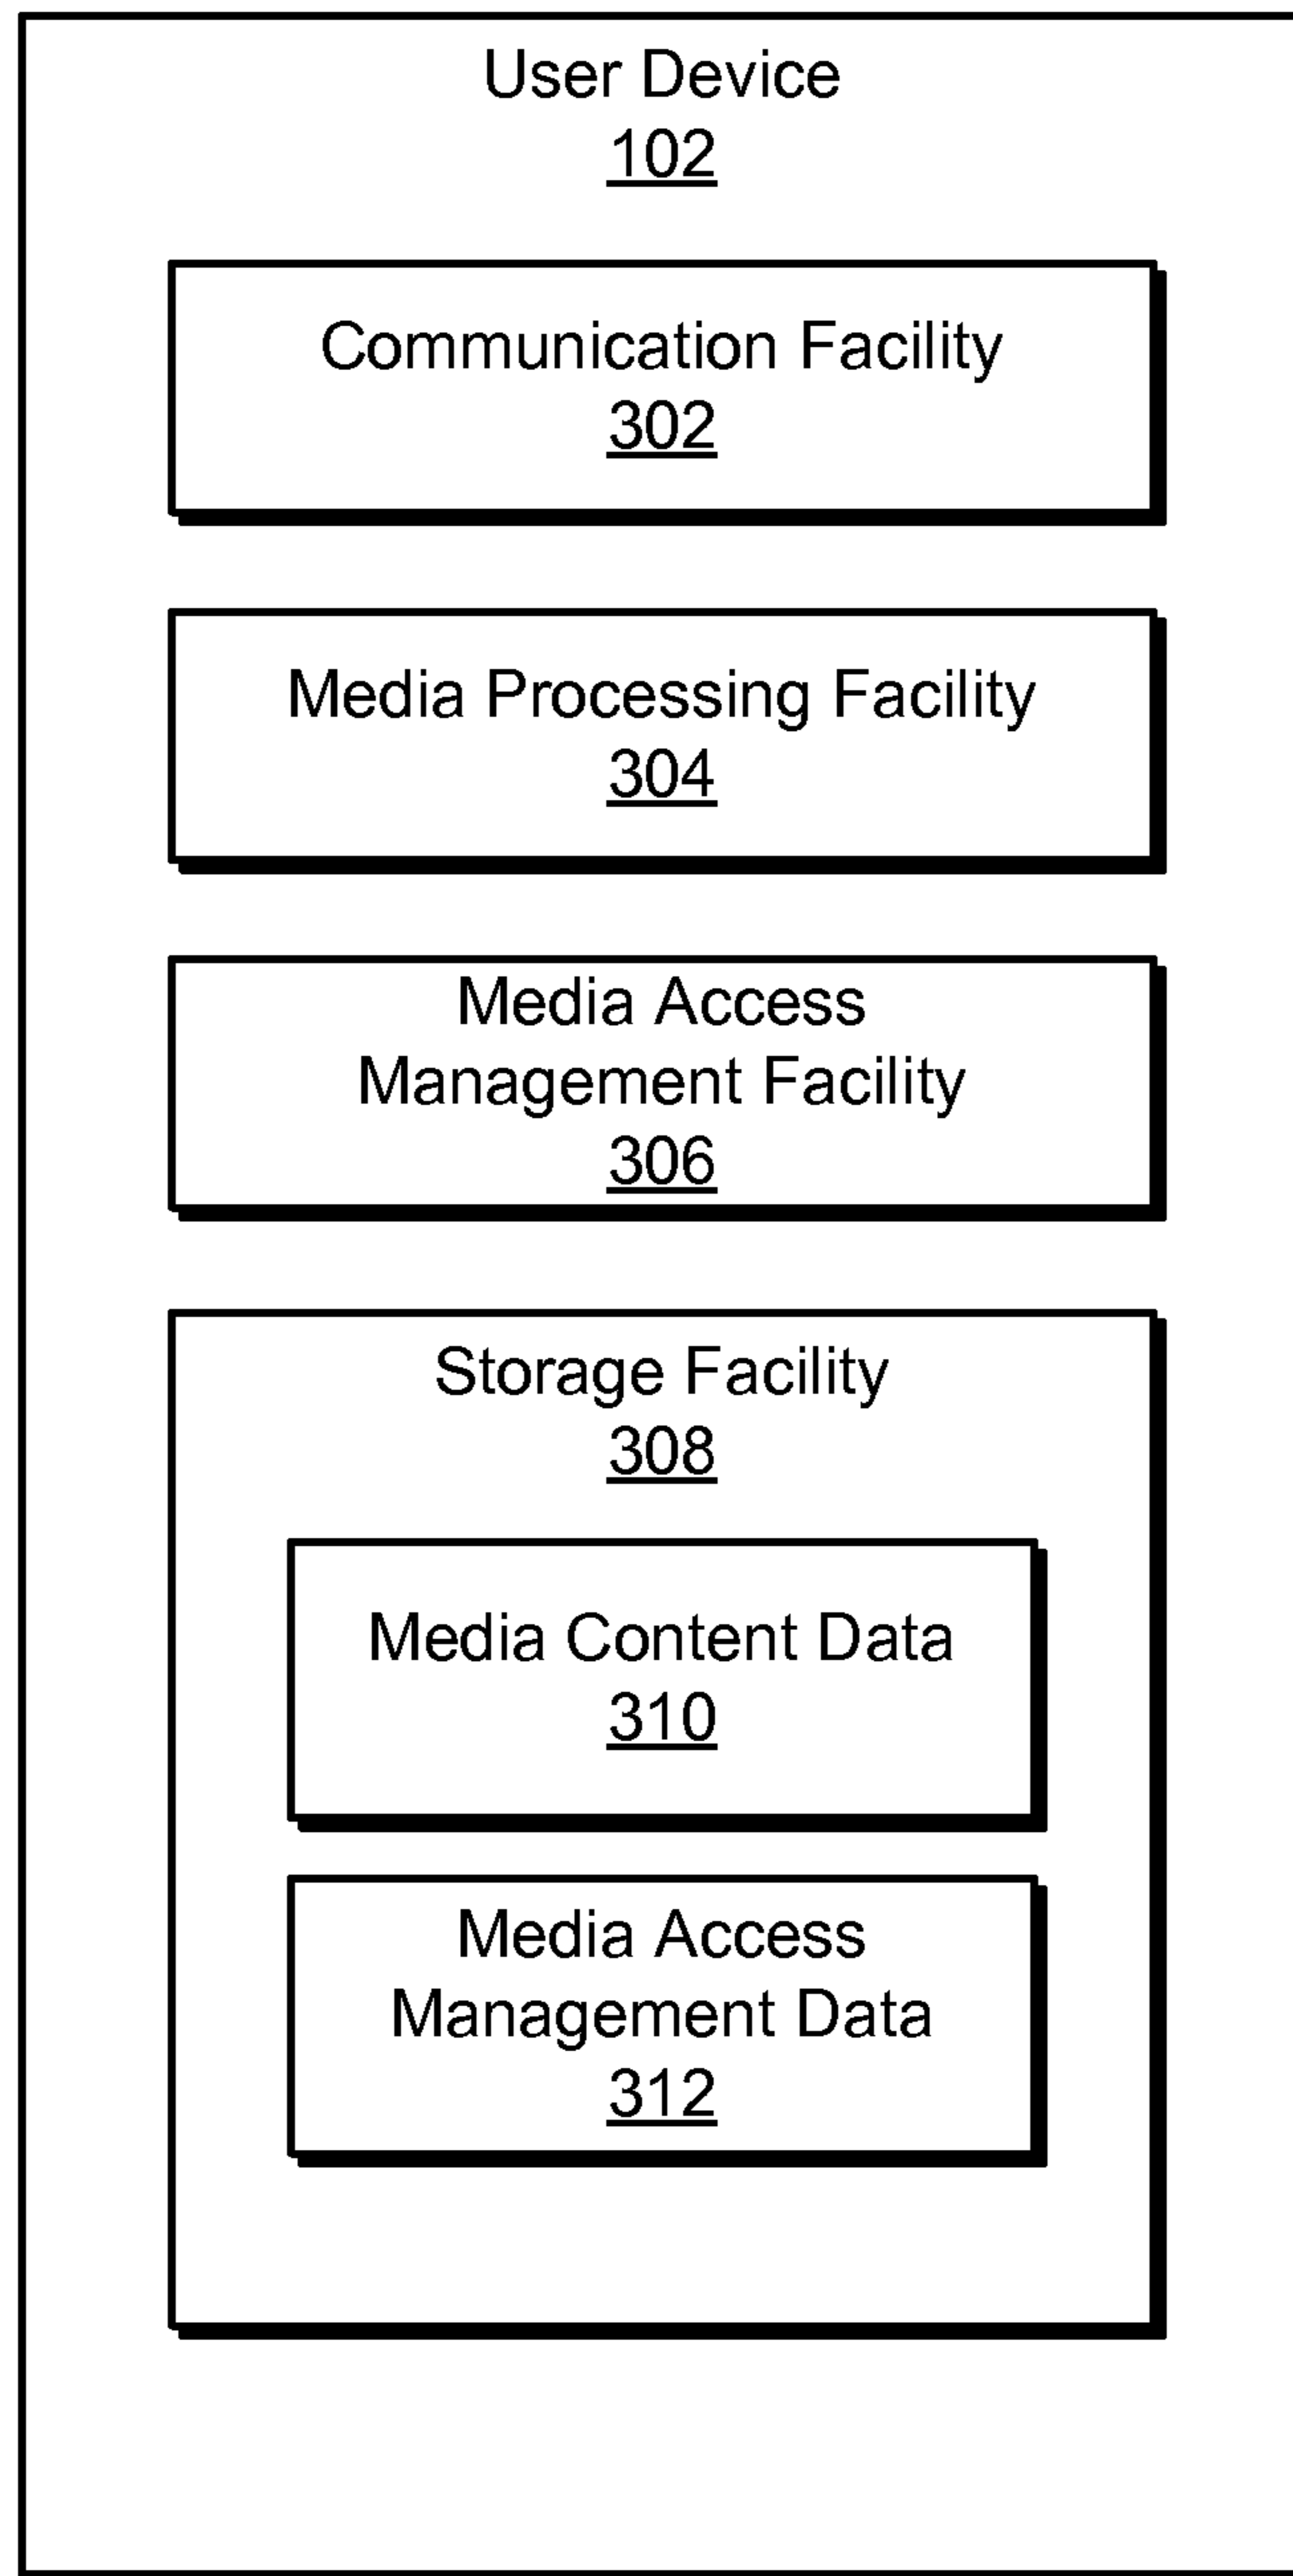 User Device
102
Communication Facility
302
Media Processing Facility
304
Media Access
Management Facility
306
Storage Facility
308
Media Content Data
310
Media Access
Management Data
312